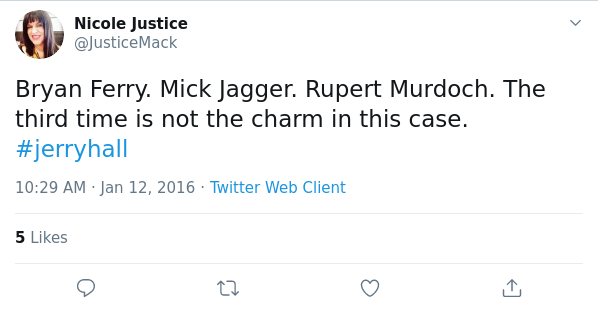 Nicole Justice
@JusticeMack
Bryan Ferry. Mick Jagger. Rupert Murdoch. The
third time is not the charm in this case.
#jerryhall
10:29 AM · Jan 12, 2016 · Twitter Web Client
5 Likes